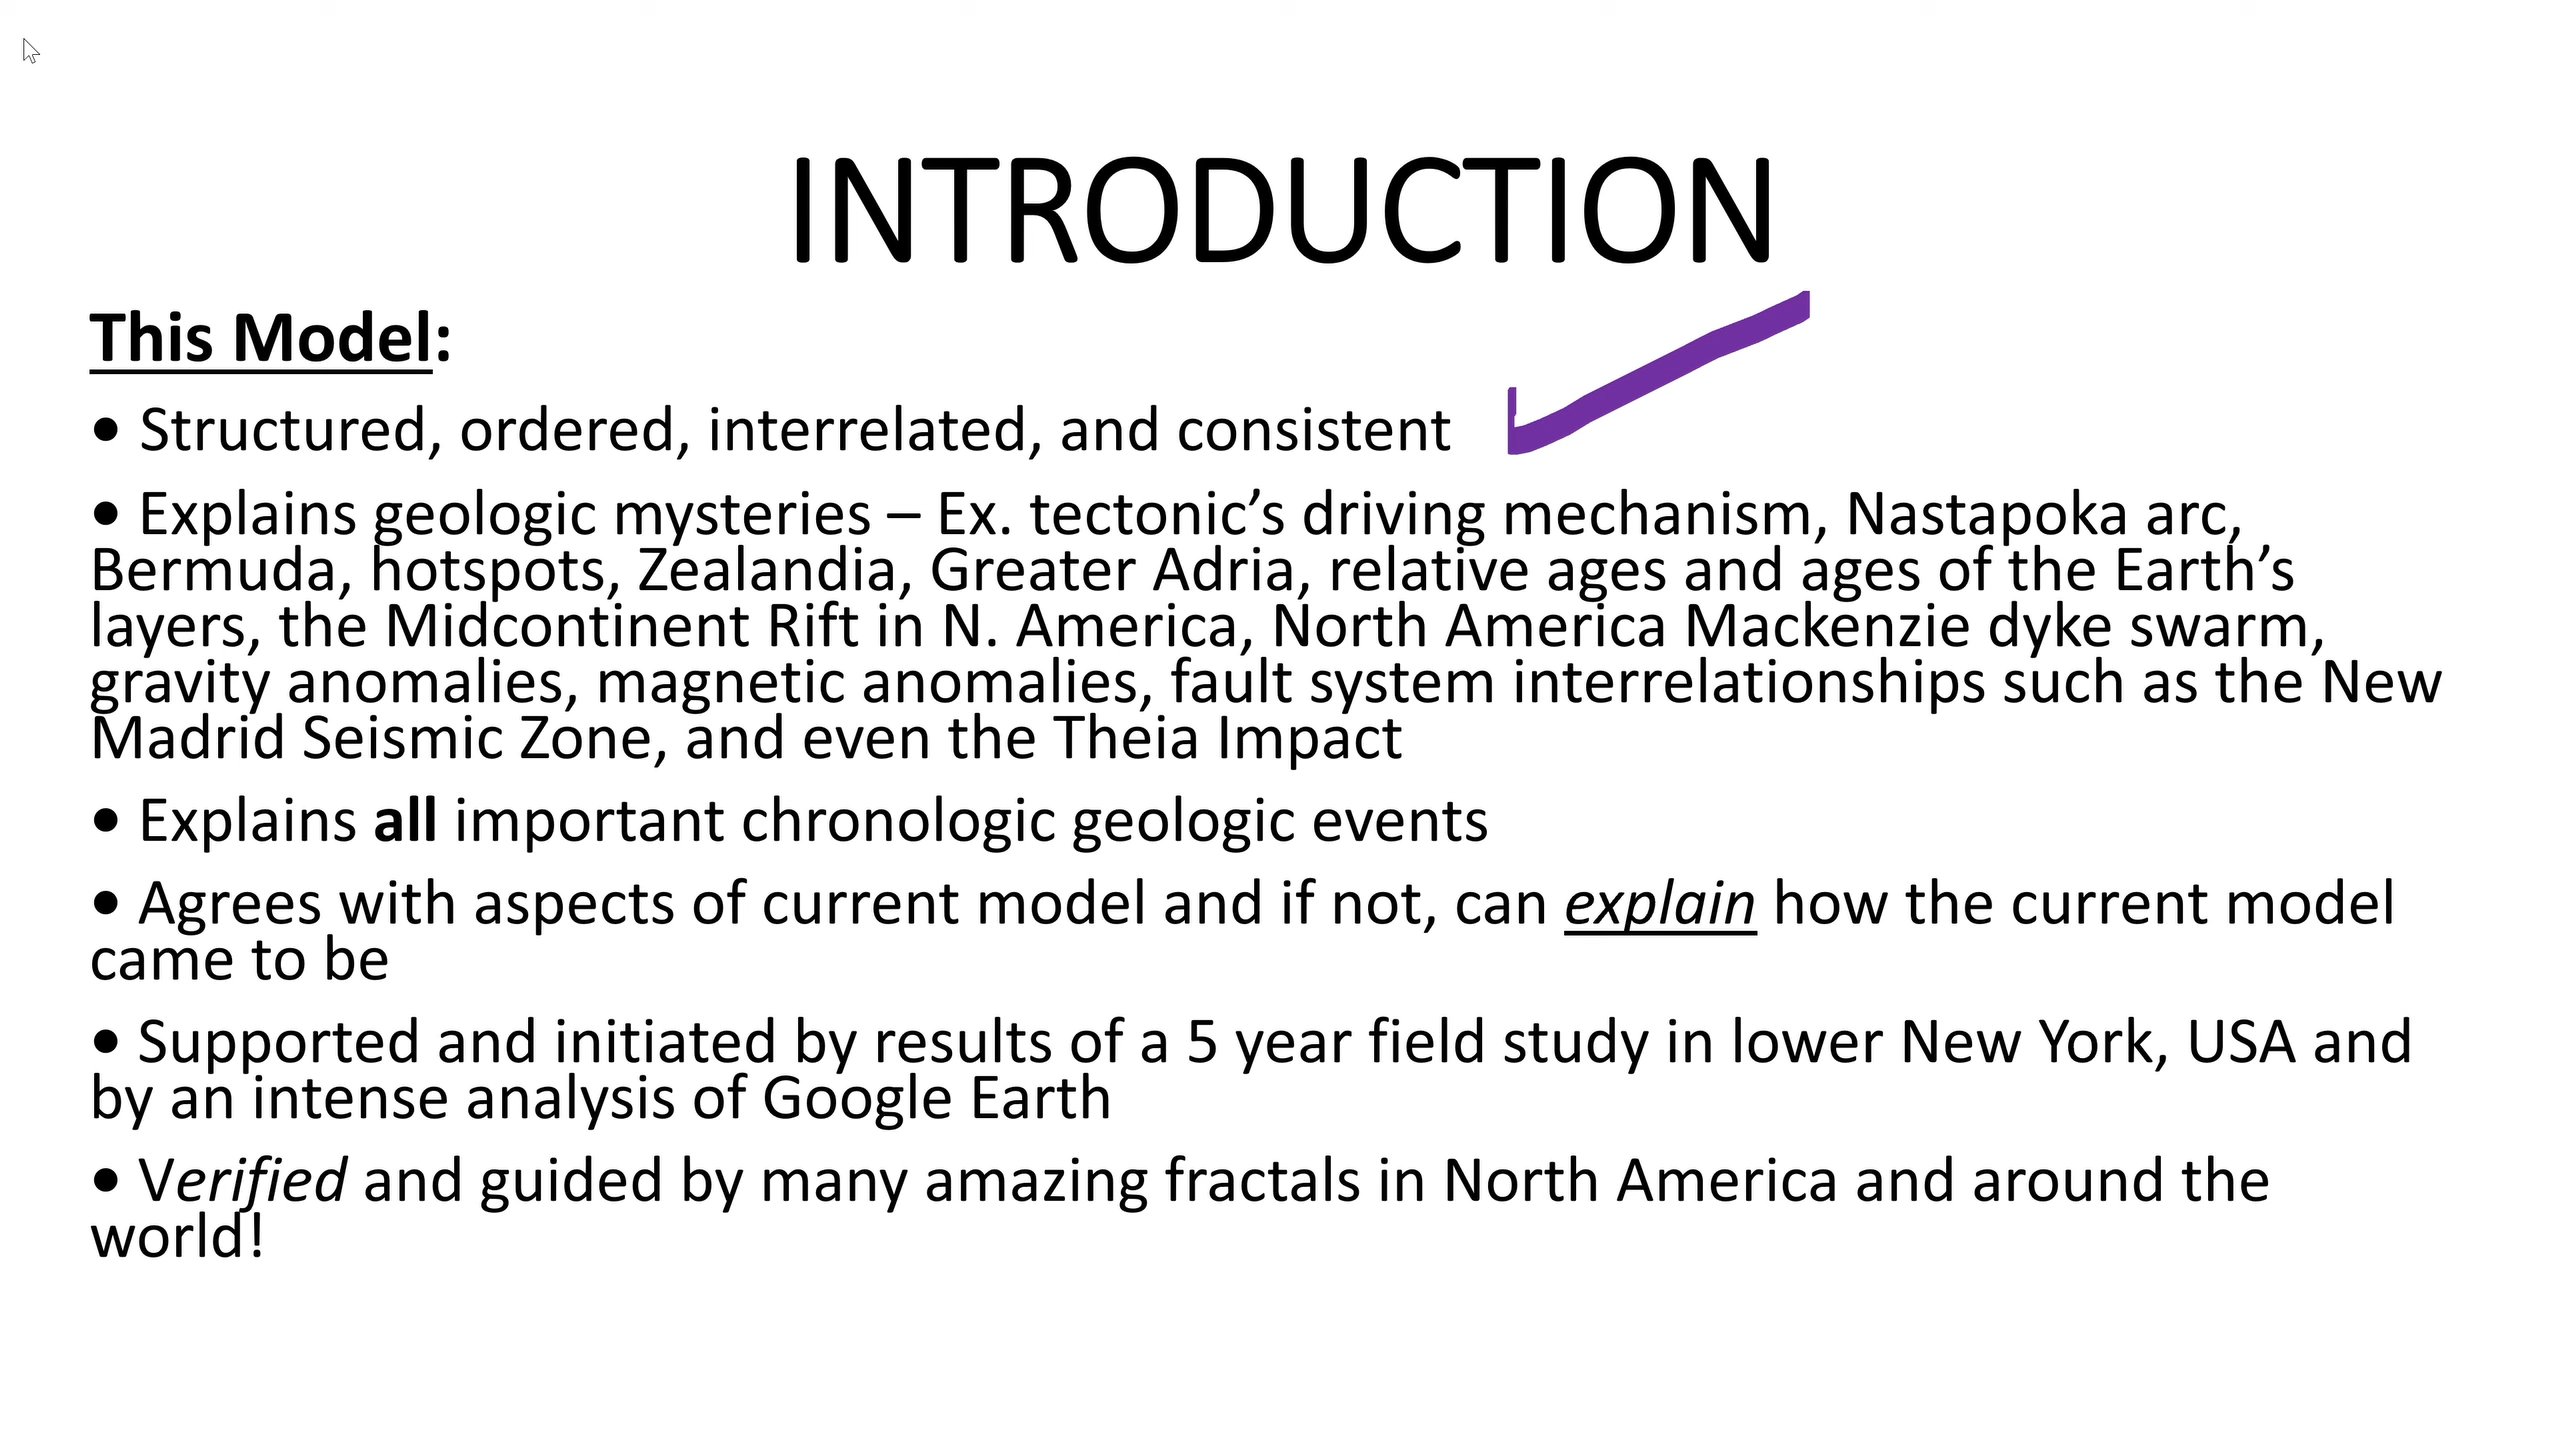 INTRODUCTION
This Model:
• Structured, ordered, interrelated, and consistent
• Explains geologic mysteries – Ex. tectonic’s driving mechanism, Nastapoka arc,
Bermuda, hotspots, Zealandia, Greater Adria, relative ages and ages of the Earth’s
layers, the Midcontinent Rift in N. America, North America Mackenzie dyke swarm,
gravity anomalies, magnetic anomalies, fault system interrelationships such as the New
Madrid Seismic Zone, and even the Theia Impact
• Explains all important chronologic geologic events
• Agrees with aspects of current model and if not, can explain how the current model
came to be
• Supported and initiated by results of a 5 year field study in lower New York, USA and
by an intense analysis of Google Earth
• Verified and guided by many amazing fractals in North America and around the
world!